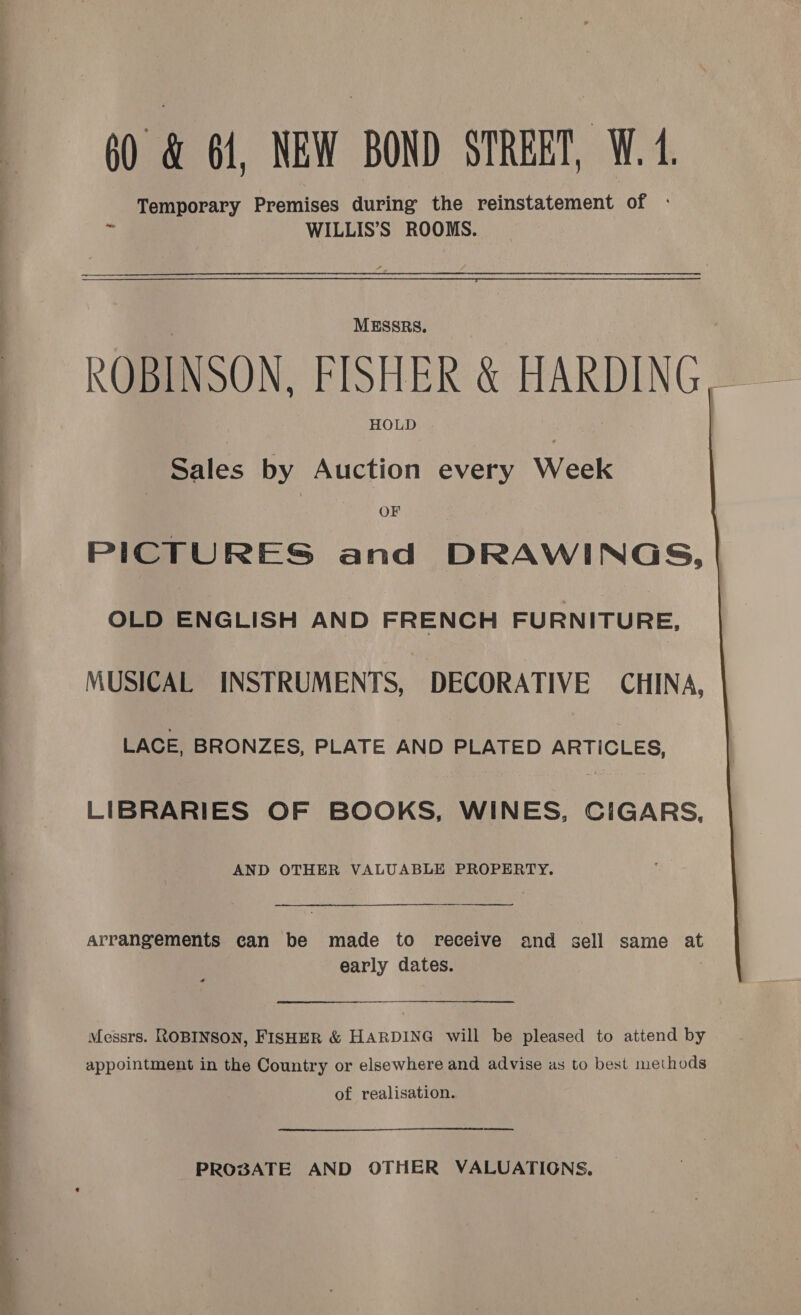 60 & 61, NEW BOND STREET, W. 1.
Temporary Premises during the reinstatement of
WILLIS'S ROOMS.
MESSRS.
ROBINSON, FISHER & HARDING
HOLD
Sales by Auction every Week
OF
PICTURES and DRAWINGS,
OLD ENGLISH AND FRENCH FURNITURE,
MUSICAL INSTRUMENTS, DECORATIVE CHINA,
LACE, BRONZES, PLATE AND PLATED ARTICLES,
LIBRARIES OF BOOKS, WINES, CIGARS,
AND OTHER VALUABLE PROPERTY.
Arrangements can be made to receive and sell same at
early dates.
Messrs. ROBINSON, FISHER & HARDING will be pleased to attend by
appointment in the Country or elsewhere and advise as to best methods
of realisation.
PROBATE AND OTHER VALUATIONS.